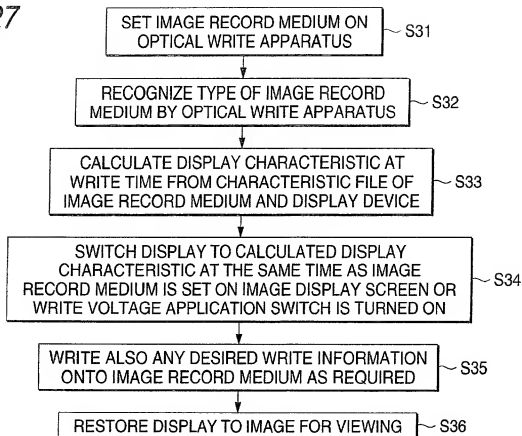 27
SET IMAGE RECORD MEDIUM ON
OPTICAL WRITE APPARATUS
S31
RECOGNIZE TYPE OF IMAGE RECORD
MEDIUM BY OPTICAL WRITE APPARATUS
S32
CALCULATE DISPLAY CHARACTERISTIC AT
WRITE TIME FROM CHARACTERISTIC FILE OF
IMAGE RECORD MEDIUM AND DISPLAY DEVICE
S33
SWITCH DISPLAY TO CALCULATED DISPLAY
CHARACTERISTIC AT THE SAME TIME AS IMAGE
RECORD MEDIUM IS SET ON IMAGE DISPLAY SCREEN OR
WRITE VOLTAGE APPLICATION SWITCH IS TURNED ON
S34
WRITE ALSO ANY DESIRED WRITE INFORMATION
ONTO IMAGE RECORD MEDIUM AS REQUIRED
S35
RESTORE DISPLAY TO IMAGE FOR VIEWING
S36